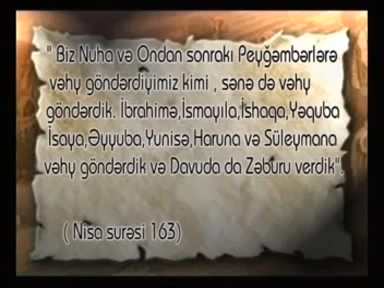 " Biz Nuha və Ondan sonrakı Peyğəmbərlərə
vəhy göndərdiyimiz kimi , sənə də vəhy
göndərdik. İbrahimə,İsmayıla,İshaqa,Yəquba
İsaya,Əyyuba,Yunisə,Haruna və Süleymana
vəhy göndərdik və Davuda da Zəburu verdik".
( Nisa surəsi 163)